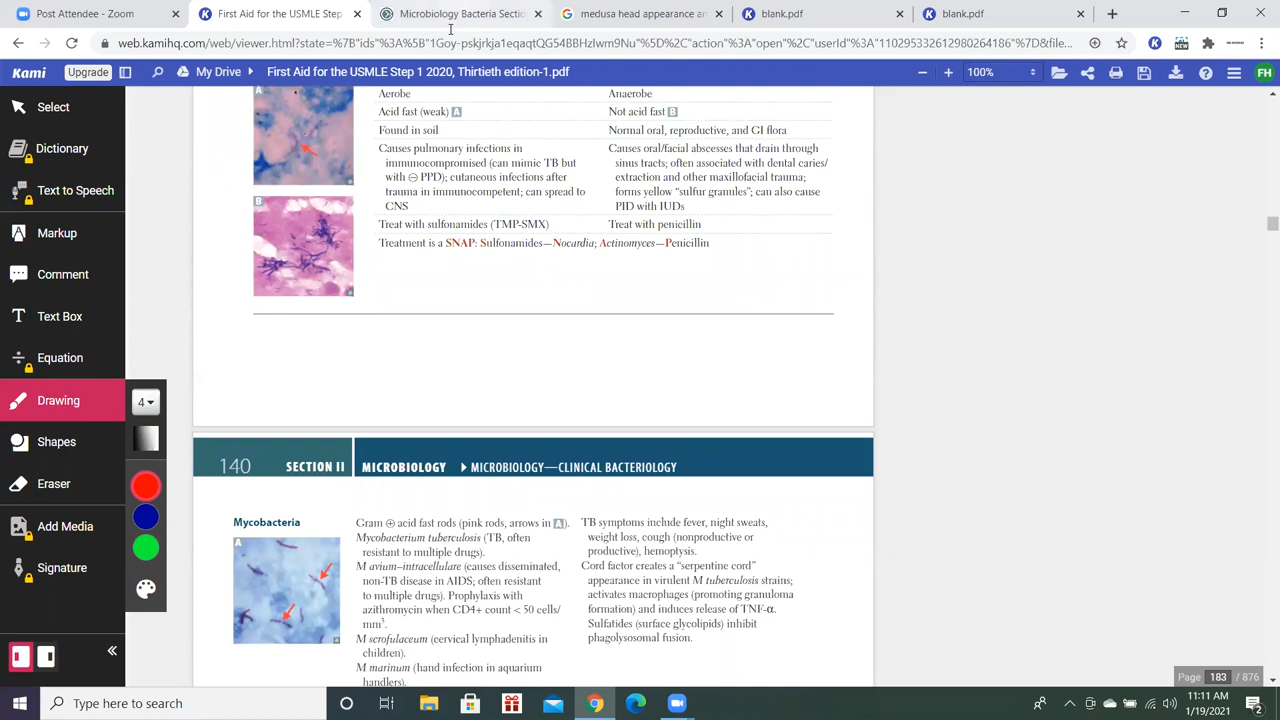 Post Attendee - Zoom
First Aid for the USMLE Step
Microbiology Bacteria Secti
medusa head appearance an
blank.pdf
blank.pdf
web.kamihq.com/web/viewer.html?state=%7B"ids"%3A%5B"1Goy-pskjrkja1eqaqtQG54BBHzlwm9Nu"%5D%2C"action"%3A"open"%2C"userId"%3A"110295332612980264186"%7D&file...
Kami
Upgrade
My Drive
First Aid for the USMLE Step 1 2020, Thirtieth edition-1.pdf
100%
FH
Select
Dictionary
Text to Speech
Markup
Comment
Text Box
Equation
Drawing
Shapes
Eraser
Add Media
Signature
4
A
Aerobe
Anaerobe
Acid fast (weak) A
Not acid fast B
Found in soil
Normal oral, reproductive, and GI flora
Causes pulmonary infections in
immunocompromised (can mimic TB but
with ⊖ PPD); cutaneous infections after
trauma in immunocompetent; can spread to
CNS
Causes oral/facial abscesses that drain through
sinus tracts; often associated with dental caries/
extraction and other maxillofacial trauma;
forms yellow “sulfur granules”; can also cause
PID with IUDs
B
Treat with sulfonamides (TMP-SMX)
Treat with penicillin
Treatment is a SNAP: Sulfonamides—Nocardia; Actinomyces—Penicillin
140
SECTION II
MICROBIOLOGY
MICROBIOLOGY—CLINICAL BACTERIOLOGY
Mycobacteria
A
Gram ⊕ acid fast rods (pink rods, arrows in A).
Mycobacterium tuberculosis (TB, often
resistant to multiple drugs).
M avium–intracellulare (causes disseminated,
non-TB disease in AIDS; often resistant
to multiple drugs). Prophylaxis with
azithromycin when CD4+ count < 50 cells/
mm³.
M scrofulaceum (cervical lymphadenitis in
children).
M marinum (hand infection in aquarium
handlers).
TB symptoms include fever, night sweats,
weight loss, cough (nonproductive or
productive), hemoptysis.
Cord factor creates a “serpentine cord”
appearance in virulent M tuberculosis strains;
activates macrophages (promoting granuloma
formation) and induces release of TNF-α.
Sulfatides (surface glycolipids) inhibit
phagolysosomal fusion.
Page 183 / 876
Type here to search
11:11 AM
1/19/2021
2